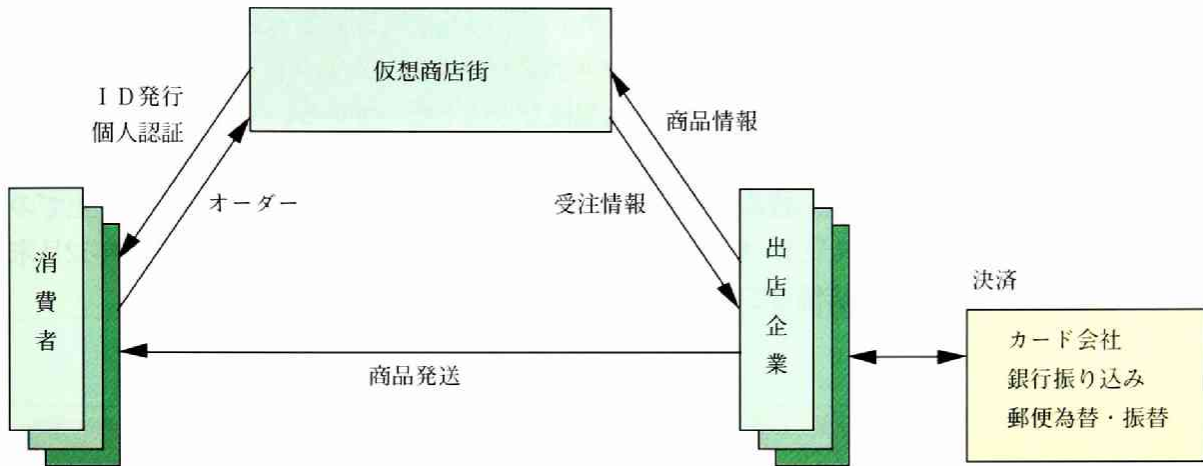 仮想商店街
ＩＤ発行
個人認証
商品情報
オーダー
受注情報
消費者
出店企業
決済
カード会社
銀行振り込み
郵便為替・振替
商品発送